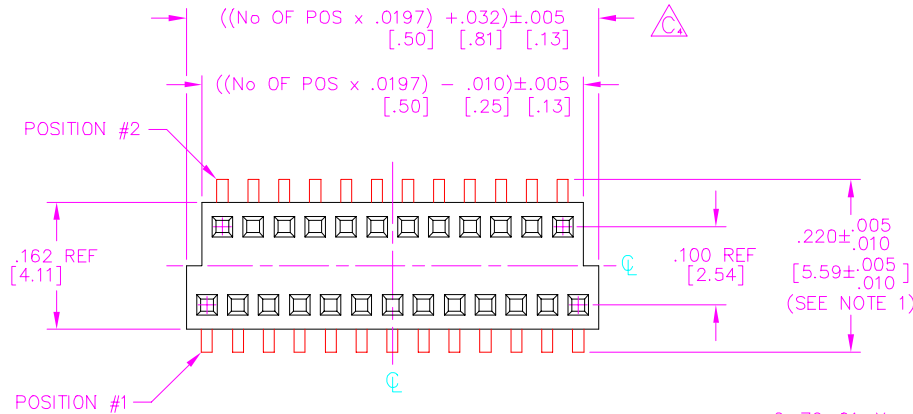 ((No OF POS x .0197) +.032)±.005
[.50] [.81] [.13]
C4
((No OF POS x .0197) - .010)±.005
[.50] [.25] [.13]
POSITION #2
.162 REF
[4.11]
.100 REF
[2.54]
.220±.005
.010
[5.59±.005
.010 ]
(SEE NOTE 1)
POSITION #1